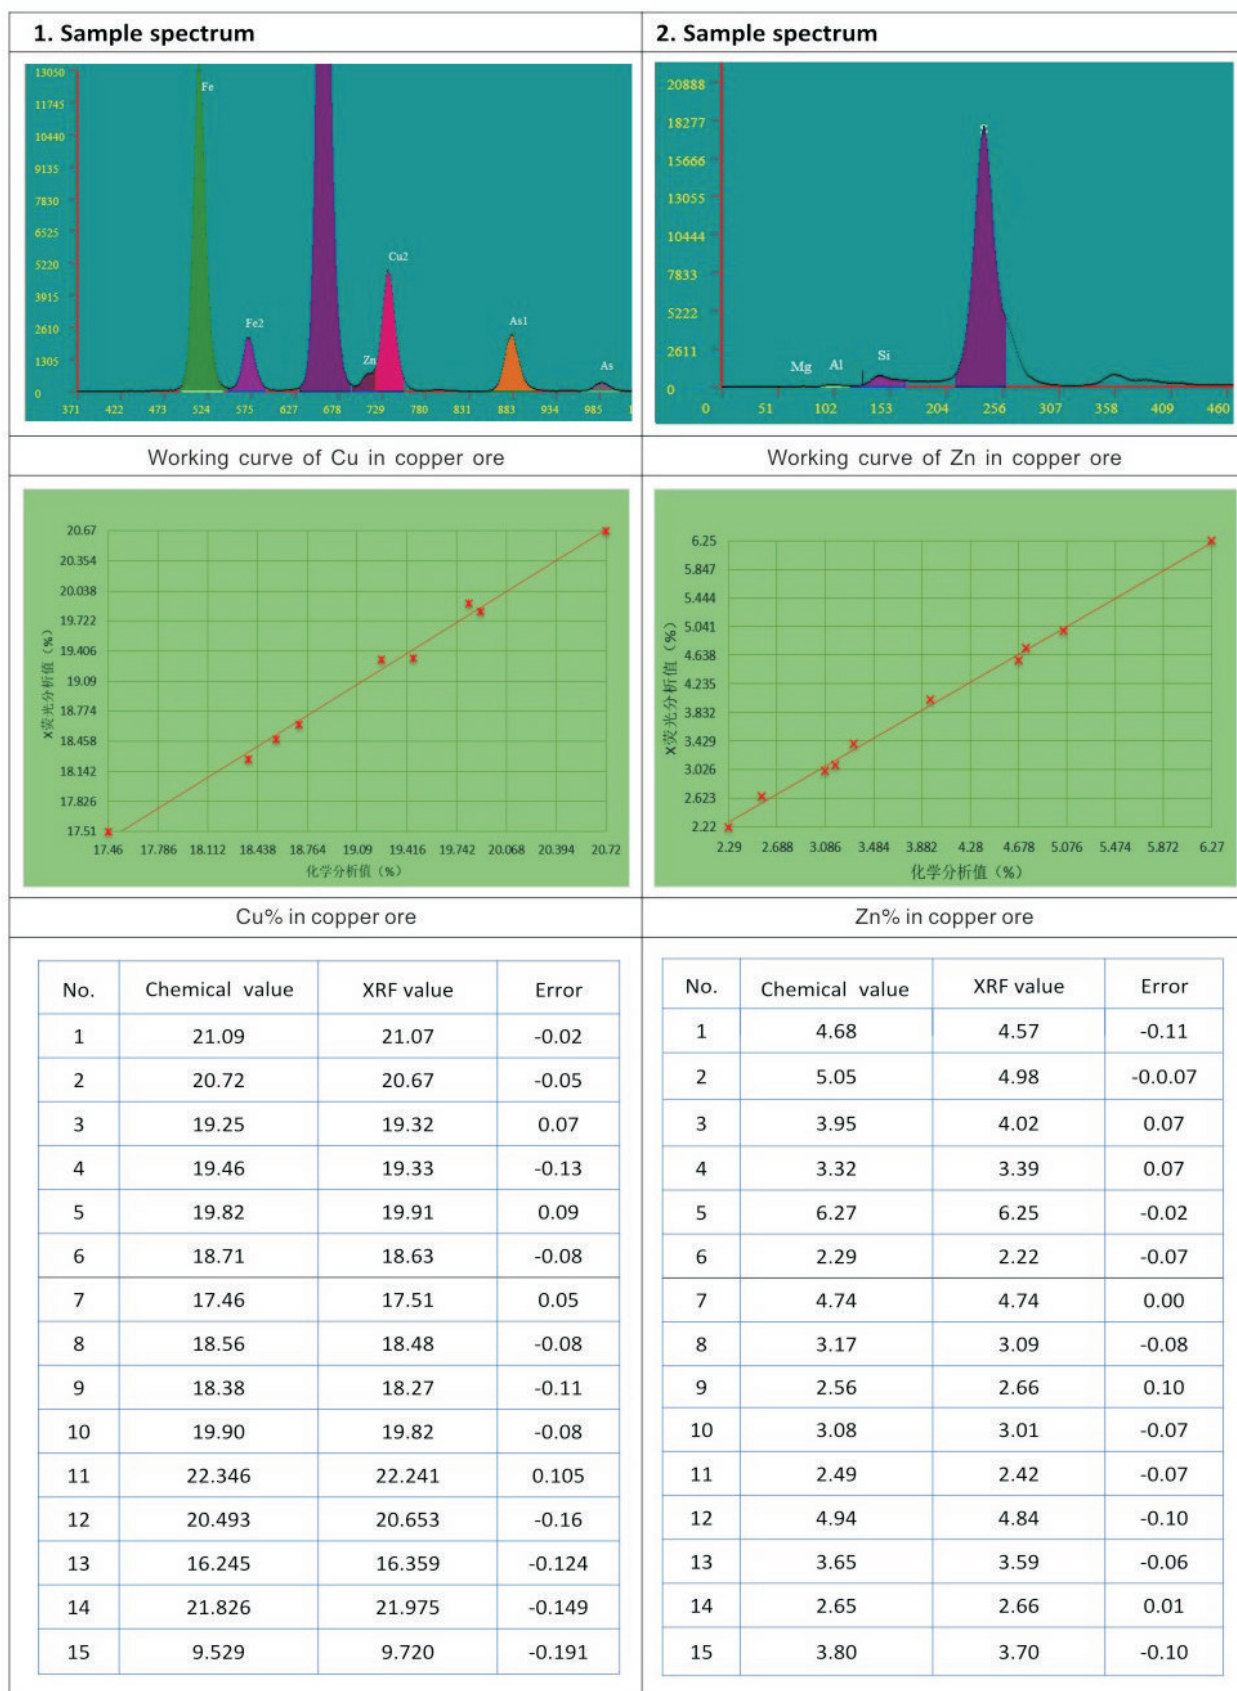 1. Sample spectrum
13050
11745
10440
9135
7830
6525
5220
3915
2610
1305
0
Fe
Fe2
Zn
Cu2
As1
As
371 422 473 524 575 627 678 729 780 831 883 934 985 1
2. Sample spectrum
20888
18277
15666
13055
10444
7833
5222
2611
0
Mg
Al
Si
S
0 51 102 153 204 256 307 358 409 460
Working curve of Cu in copper ore
X荧光分析值（%）
20.67
20.354
20.038
19.722
19.406
19.09
18.774
18.458
18.142
17.826
17.51
17.46 17.786 18.112 18.438 18.764 19.09 19.416 19.742 20.068 20.394 20.72
化学分析值（%）
Working curve of Zn in copper ore
X荧光分析值（%）
6.25
5.847
5.444
5.041
4.638
4.235
3.832
3.429
3.026
2.623
2.22
2.29 2.688 3.086 3.484 3.882 4.28 4.678 5.076 5.474 5.872 6.27
化学分析值（%）
Cu% in copper ore
No. Chemical value XRF value Error
1 21.09 21.07 -0.02
2 20.72 20.67 -0.05
3 19.25 19.32 0.07
4 19.46 19.33 -0.13
5 19.82 19.91 0.09
6 18.71 18.63 -0.08
7 17.46 17.51 0.05
8 18.56 18.48 -0.08
9 18.38 18.27 -0.11
10 19.90 19.82 -0.08
11 22.346 22.241 0.105
12 20.493 20.653 -0.16
13 16.245 16.359 -0.124
14 21.826 21.975 -0.149
15 9.529 9.720 -0.191
Zn% in copper ore
No. Chemical value XRF value Error
1 4.68 4.57 -0.11
2 5.05 4.98 -0.0.07
3 3.95 4.02 0.07
4 3.32 3.39 0.07
5 6.27 6.25 -0.02
6 2.29 2.22 -0.07
7 4.74 4.74 0.00
8 3.17 3.09 -0.08
9 2.56 2.66 0.10
10 3.08 3.01 -0.07
11 2.49 2.42 -0.07
12 4.94 4.84 -0.10
13 3.65 3.59 -0.06
14 2.65 2.66 0.01
15 3.80 3.70 -0.10